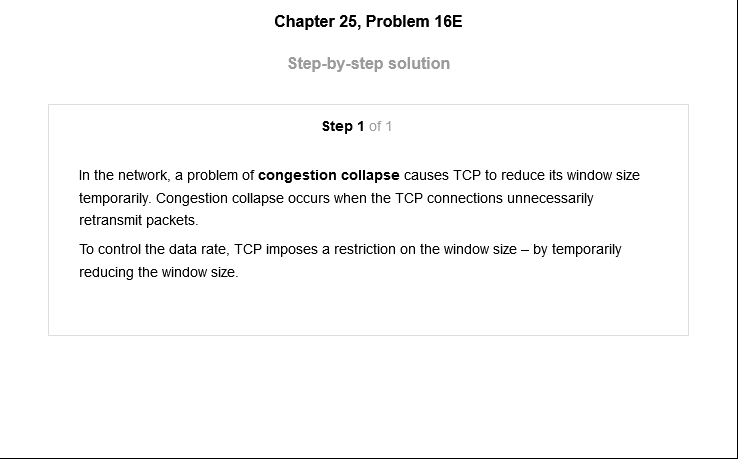 Chapter 25, Problem 16E
Step-by-step solution
Step 1 of 1
In the network, a problem of congestion collapse causes TCP to reduce its window size
temporarily. Congestion collapse occurs when the TCP connections unnecessarily
retransmit packets.
To control the data rate, TCP imposes a restriction on the window size – by temporarily
reducing the window size.